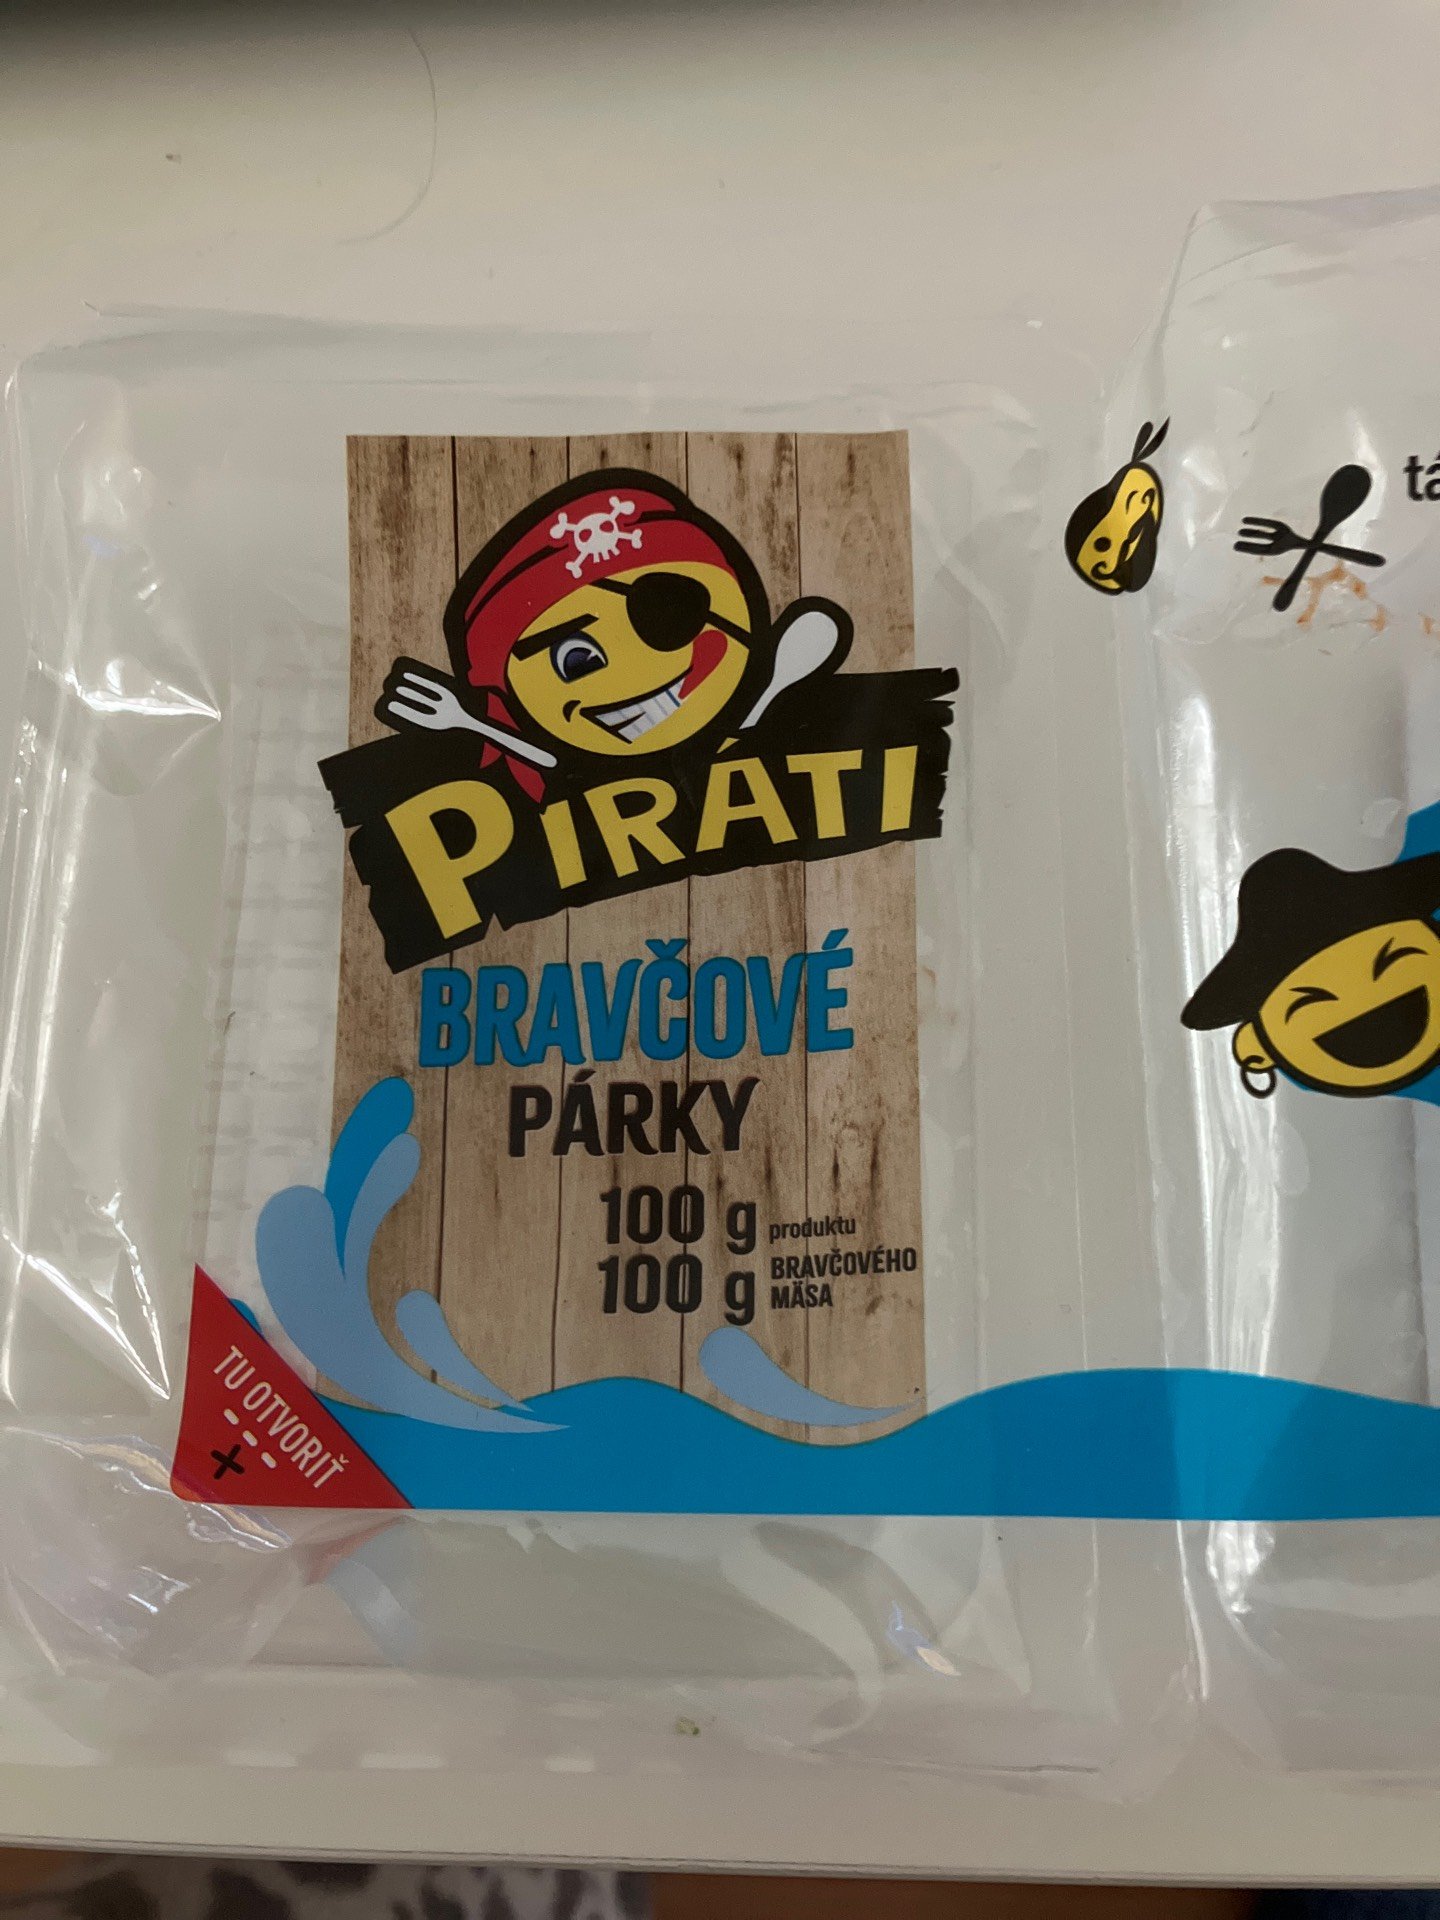 PIRÁTI
BRAVČOVÉ
PÁRKY
100 g produktu
100 g BRAVČOVÉHO
MÄSA
TU OTVORIŤ